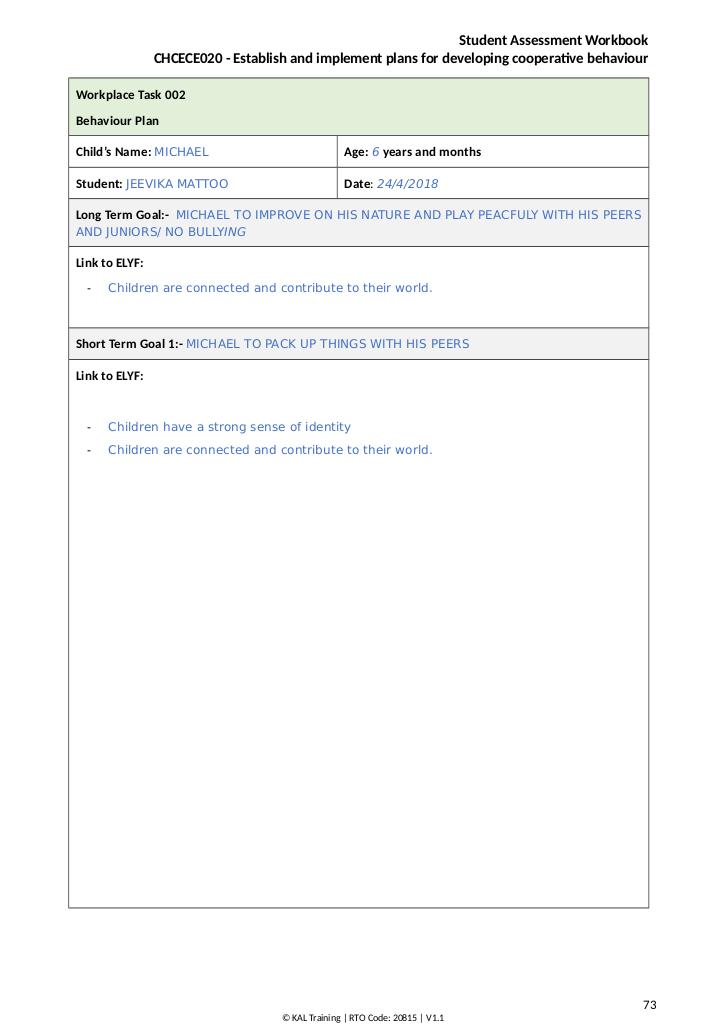 Student Assessment Workbook
CHCECE020 - Establish and implement plans for developing cooperative behaviour
Workplace Task 002
Behaviour Plan
Child's Name: MICHAEL
Age: 6 years and months
Student: JEEVIKA MATTOO
Date: 24/4/2018
Long Term Goal:- MICHAEL TO IMPROVE ON HIS NATURE AND PLAY PEACFULY WITH HIS PEERS
AND JUNIORS/ NO BULLYING
Link to ELYF:
- Children are connected and contribute to their world.
Short Term Goal 1:- MICHAEL TO PACK UP THINGS WITH HIS PEERS
Link to ELYF:
- Children have a strong sense of identity
- Children are connected and contribute to their world.
73
© KAL Training | RTO Code: 20815 | V1.1